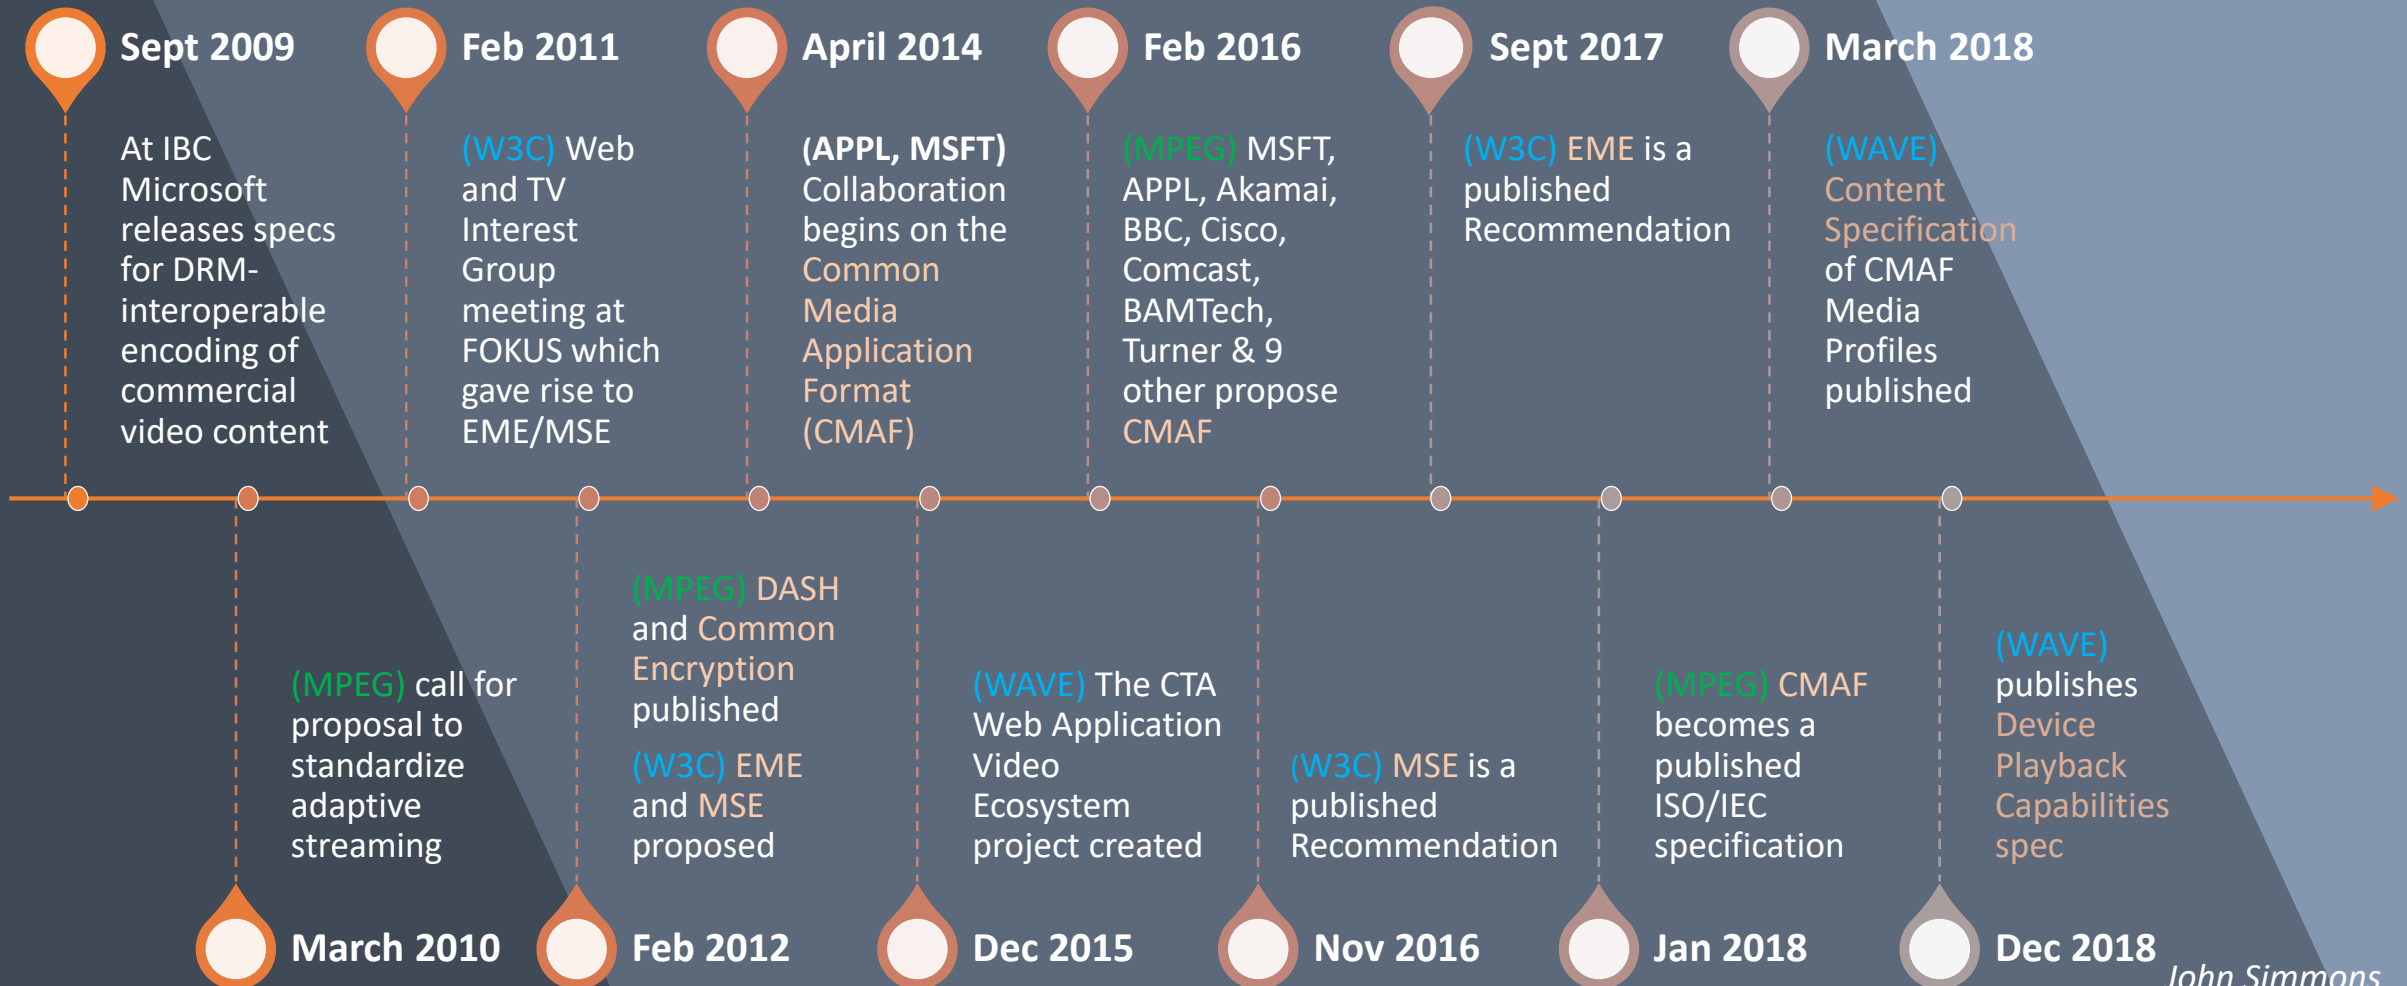 Sept 2009
At IBC
Microsoft
releases specs
for DRM-
interoperable
encoding of
commercial
video content
Feb 2011
(W3C) Web
and TV
Interest
Group
meeting at
FOKUS which
gave rise to
EME/MSE
April 2014
(APPL, MSFT)
Collaboration
begins on the
Common
Media
Application
Format
(CMAF)
Feb 2016
(MPEG) MSFT,
APPL, Akamai,
BBC, Cisco,
Comcast,
BAMTech,
Turner & 9
other propose
CMAF
Sept 2017
(W3C) EME is a
published
Recommendation
March 2018
(WAVE)
Content
Specification
of CMAF
Media
Profiles
published
(MPEG) call for
proposal to
standardize
adaptive
streaming
March 2010
(MPEG) DASH
and Common
Encryption
published
(W3C) EME
and MSE
proposed
Feb 2012
(WAVE) The CTA
Web Application
Video
Ecosystem
project created
Dec 2015
(W3C) MSE is a
published
Recommendation
Nov 2016
(MPEG) CMAF
becomes a
published
ISO/IEC
specification
Jan 2018
(WAVE)
publishes
Device
Playback
Capabilities
spec
Dec 2018
John Simmons